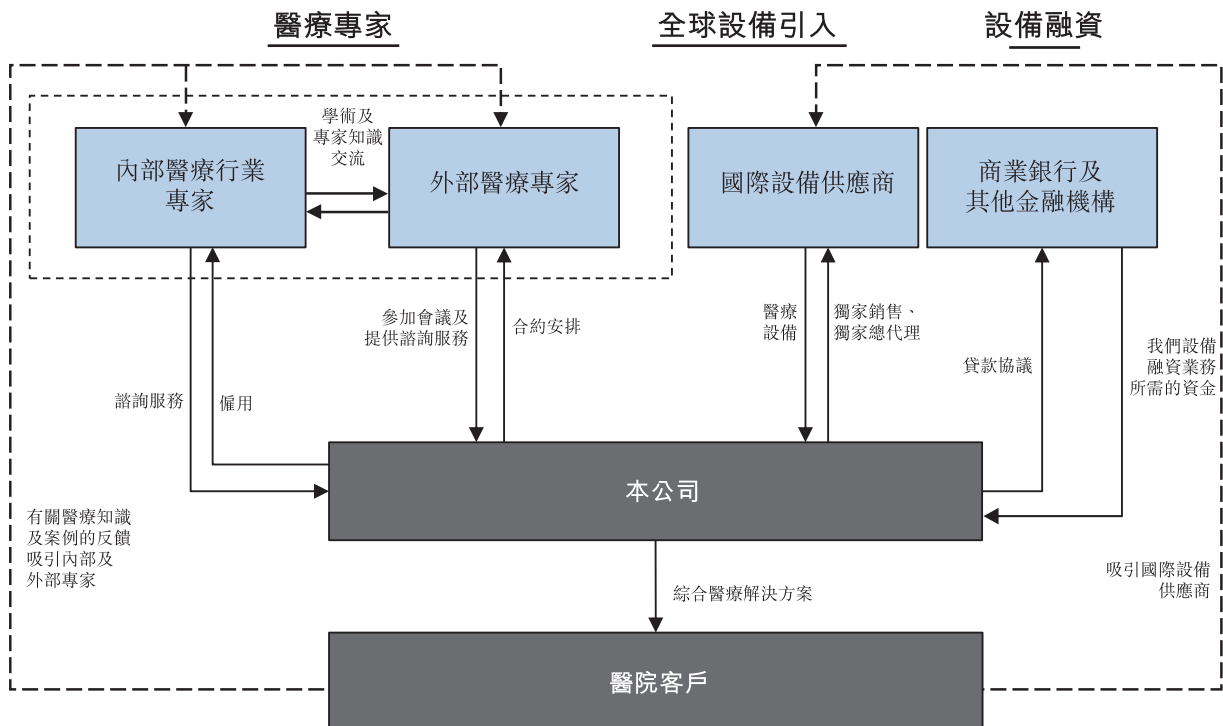 醫療專家
全球設備引入
設備融資
學術及
專家知識
交流
內部醫療行業
專家
外部醫療專家
國際設備供應商
商業銀行及
其他金融機構
參加會議及
提供諮詢服務
合約安排
醫療
設備
獨家銷售、
獨家總代理
貸款協議
我們設備
融資業務
所需的資金
諮詢服務
僱用
本公司
有關醫療知識
及案例的反饋
吸引內部及
外部專家
綜合醫療解決方案
吸引國際設備
供應商
醫院客戶